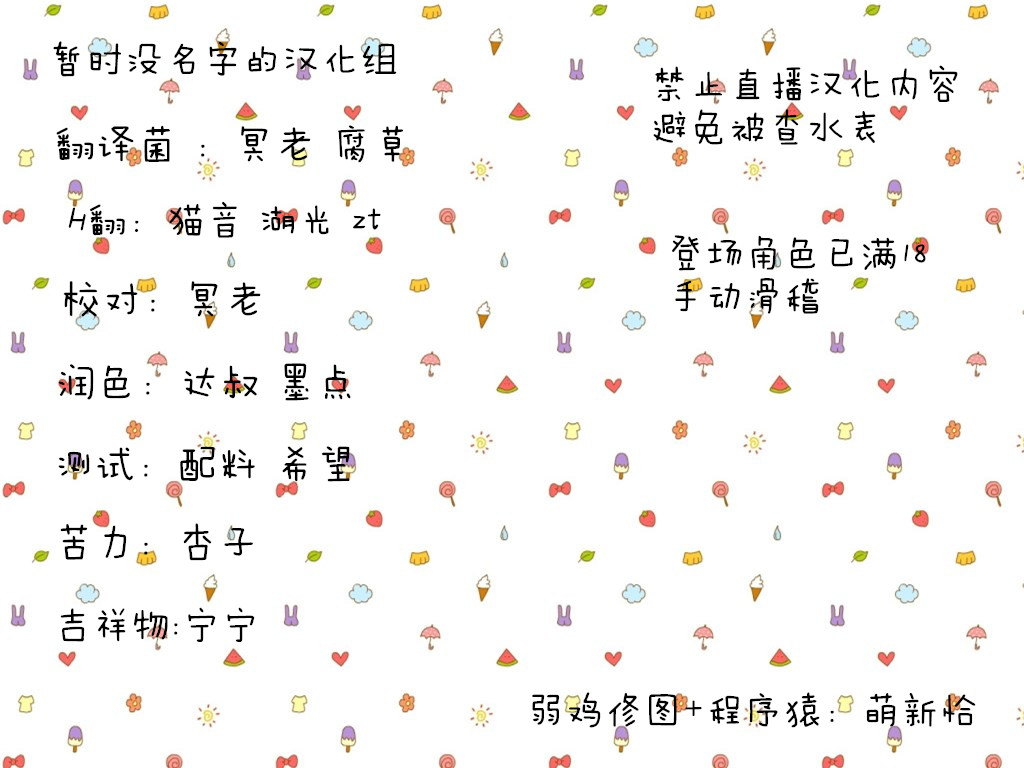 暂时没名字的汉化组
翻译菌 : 冥老 腐草
H翻: 猫音 湖光 zt
校对: 冥老
润色: 达叔 墨点
测试: 配料 希望
苦力: 杏子
吉祥物:宁宁
禁止直播汉化内容
避免被查水表
登场角色已满18
手动滑稽
弱鸡修图+程序猿: 萌新恰